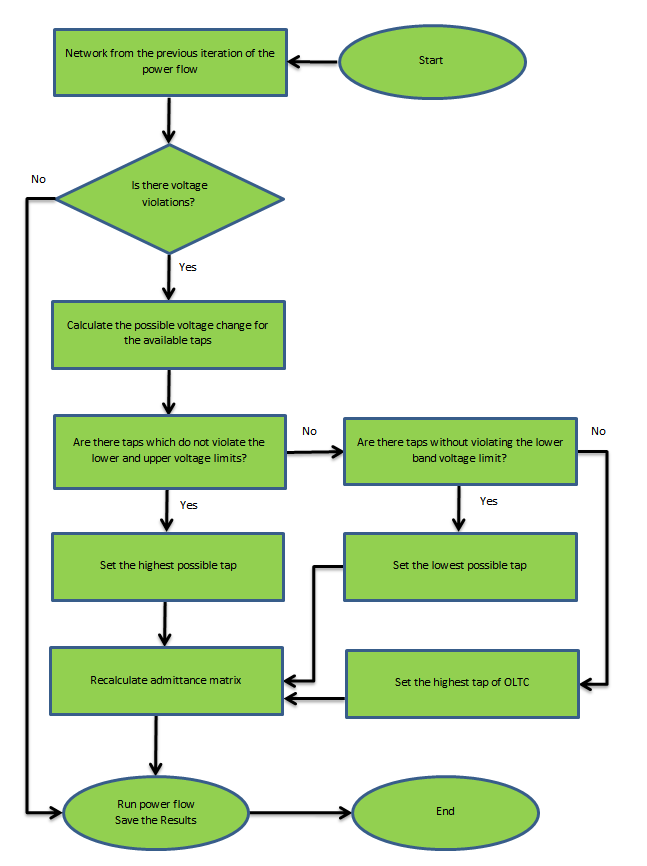 Start
Network from the previous iteration of the
power flow
Is there voltage
violations?
No
Yes
Calculate the possible voltage change for
the available taps
Are there taps which do not violate the
lower and upper voltage limits?
No
Are there taps without violating the lower
band voltage limit?
No
Yes
Yes
Set the highest possible tap
Set the lowest possible tap
Recalculate admittance matrix
Set the highest tap of OLTC
Run power flow
Save the Results
End